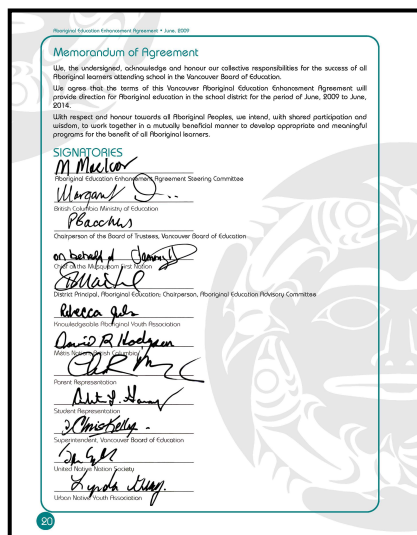 Aboriginal Education Enhancement Agreement • June, 2009
Memorandum of Agreement
We, the undersigned, acknowledge and honour our collective responsibilities for the success of all
Aboriginal learners attending school in the Vancouver Board of Education.
We agree that the terms of this Vancouver Aboriginal Education Enhancement Agreement will
provide direction for Aboriginal education in the school district for the period of June, 2009 to June,
2014.
With respect and honour towards all Aboriginal Peoples, we intend, with shared participation and
wisdom, to work together in a mutually beneficial manner to develop appropriate and meaningful
programs for the benefit of all Aboriginal learners.
SIGNATORIES
Aboriginal Education Enhancement Agreement Steering Committee
Margaret
British Columbia Ministry of Education
Chairperson of the Board of Trustees, Vancouver Board of Education
on behalf of
Chief of the Musqueam First Nation
District Principal, Aboriginal Education; Chairperson, Aboriginal Education Advisory Committee
Rebecca
Knowledgeable Aboriginal Youth Association
David R Hodgson
Métis Nation British Columbia
Parent Representation
Student Representation
Chris Kelly
Superintendent, Vancouver Board of Education
United Native Nation Society
Lynda Gray
Urban Native Youth Association
20